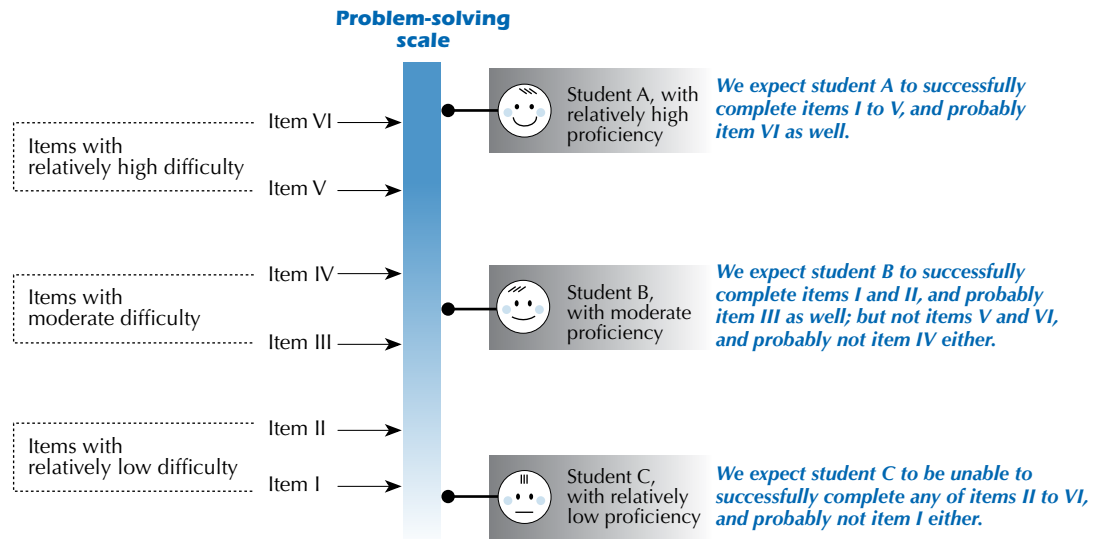 Problem-solving
scale
Item VI
Items with
relatively high difficulty
Item V
Student A, with
relatively high
proficiency
We expect student A to successfully
complete items I to V, and probably
item VI as well.
Item IV
Items with
moderate difficulty
Item III
Student B,
with moderate
proficiency
We expect student B to successfully
complete items I and II, and probably
item III as well; but not items V and VI,
and probably not item IV either.
Item II
Items with
relatively low difficulty
Item I
Student C,
with relatively
low proficiency
We expect student C to be unable to
successfully complete any of items II to VI,
and probably not item I either.